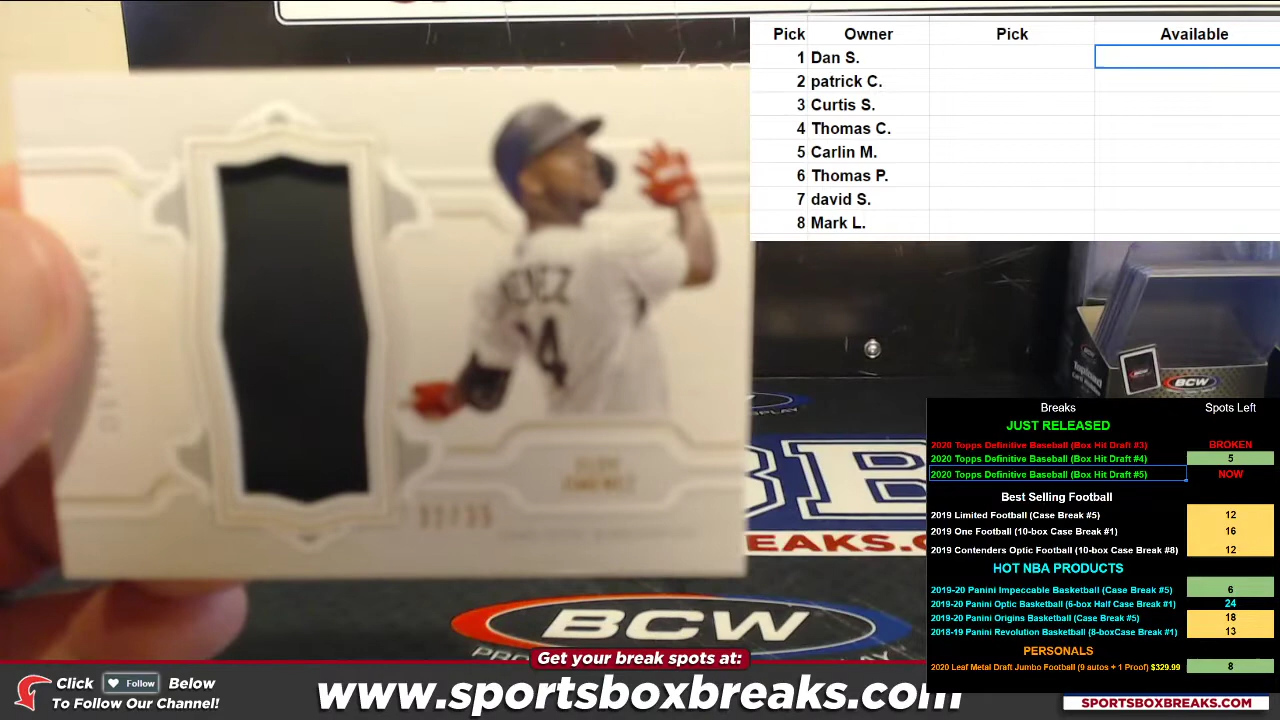 Pick Owner Pick Available
1 Dan S.
2 patrick C.
3 Curtis S.
4 Thomas C.
5 Carlin M.
6 Thomas P.
7 david S.
8 Mark L.
14
BCW
Breaks Spots Left
JUST RELEASED
2020 Topps Definitive Baseball (Box Hit Draft #3) BROKEN
2020 Topps Definitive Baseball (Box Hit Draft #4) 5
2020 Topps Definitive Baseball (Box Hit Draft #5) NOW
Best Selling Football
2019 Limited Football (Case Break #5) 12
2019 One Football (10-box Case Break #1) 16
2019 Contenders Optic Football (10-box Case Break #8) 12
HOT NBA PRODUCTS
2019-20 Panini Impeccable Basketball (Case Break #5) 6
2019-20 Panini Optic Basketball (6-box Half Case Break #1) 24
2019-20 Panini Origins Basketball (Case Break #5) 18
2018-19 Panini Revolution Basketball (8-boxCase Break #1) 13
PERSONALS
2020 Leaf Metal Draft Jumbo Football (9 autos + 1 Proof) $329.99 8
BCW
Get your break spots at:
Click Follow Below
To Follow Our Channel!
www.sportsboxbreaks.com
SPORTSBOXBREAKS.COM